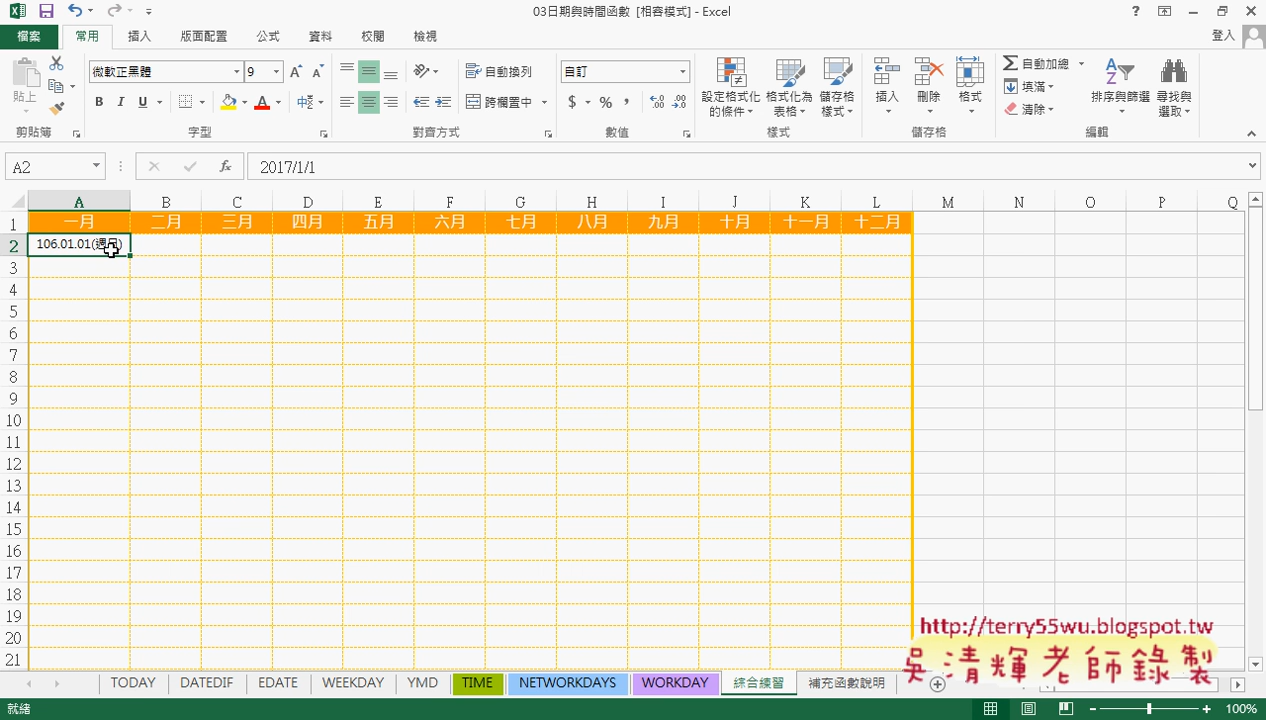 03日期與時間函數 [相容模式] - Excel
檔案 常用 插入 版面配置 公式 資料 校閱 檢視 登入
貼上 微軟正黑體 9 自動換列 自訂 設定格式化的條件 格式化為表格 儲存格樣式 插入 刪除 格式 自動加總 填滿 清除 排序與篩選 尋找與選取
B I U 跨欄置中 $ %
剪貼簿 字型 對齊方式 數值 樣式 儲存格 編輯
A2 fx 2017/1/1
A B C D E F G H I J K L M N O P Q
1 一月 二月 三月 四月 五月 六月 七月 八月 九月 十月 十一月 十二月
2 106.01.01(週日)
3
4
5
6
7
8
9
10
11
12
13
14
15
16
17
18
19
20
21
http://terry55wu.blogspot.tw
吳清輝老師錄製
TODAY DATEDIF EDATE WEEKDAY YMD TIME NETWORKDAYS WORKDAY 綜合練習 補充函數說明
就緒 100%